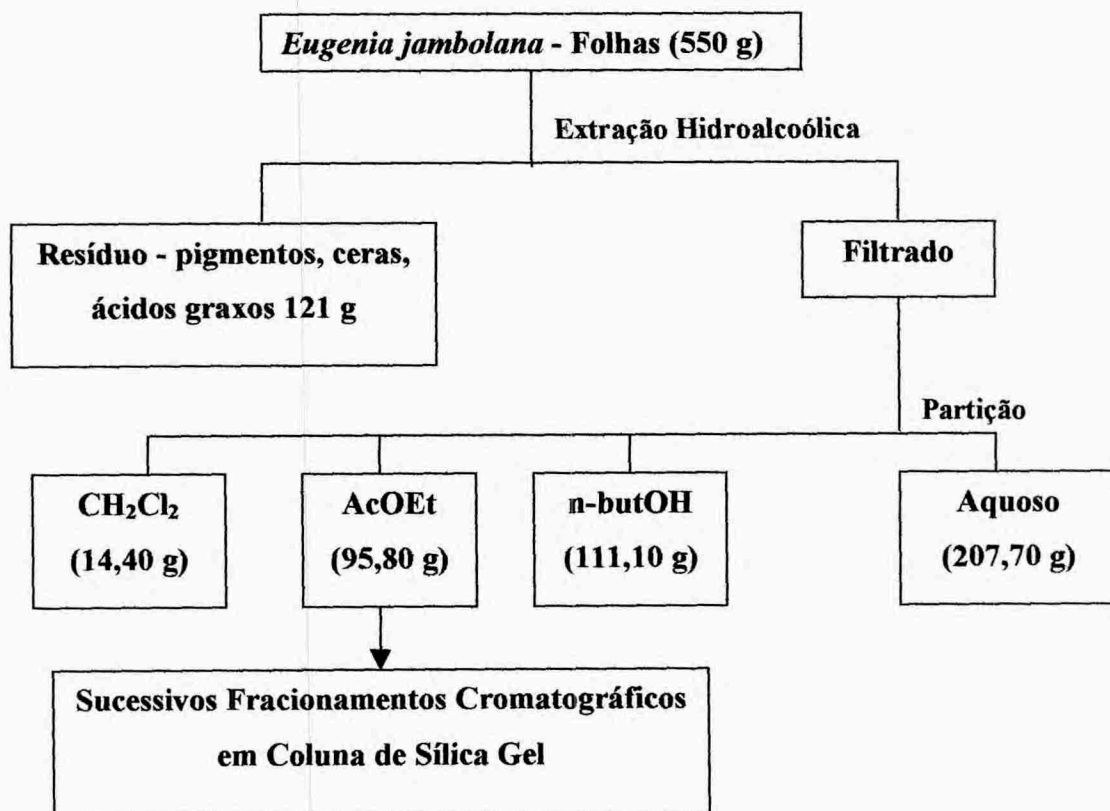 Eugenia jambolana - Folhas (550 g)
Extração Hidroalcoólica
Resíduo - pigmentos, ceras,
ácidos graxos 121 g
Filtrado
Partição
CH₂Cl₂
(14,40 g)
AcOEt
(95,80 g)
n-butOH
(111,10 g)
Aquoso
(207,70 g)
Sucessivos Fracionamentos Cromatográficos
em Coluna de Sílica Gel